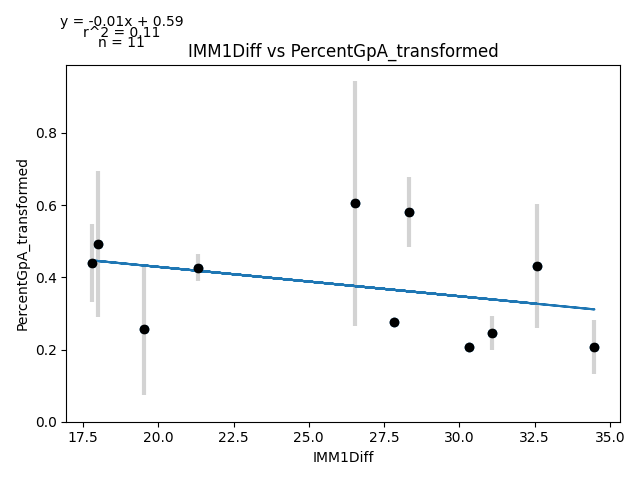 y = -0.01x + 0.59
r^2 = 0.11
n = 11
IMM1Diff vs PercentGpA_transformed
PercentGpA_transformed
0.8
0.6
0.4
0.2
0.0
17.5 20.0 22.5 25.0 27.5 30.0 32.5 35.0
IMM1Diff